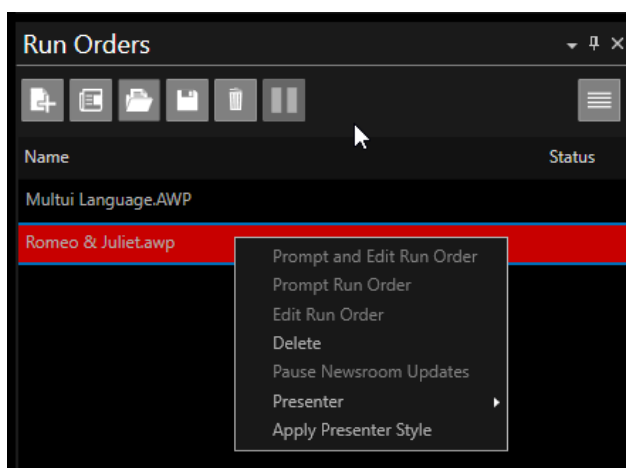 Run Orders
Name Status
Multui Language.AWP
Romeo & Juliet.awp
Prompt and Edit Run Order
Prompt Run Order
Edit Run Order
Delete
Pause Newsroom Updates
Presenter
Apply Presenter Style